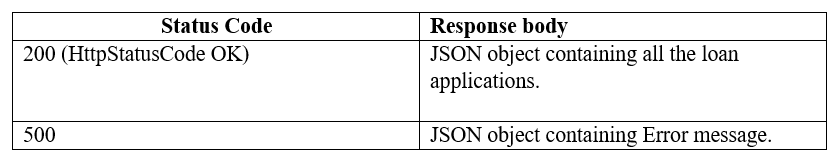 Status Code
Response body
200 (HttpStatusCode OK)
JSON object containing all the loan
applications.
500
JSON object containing Error message.